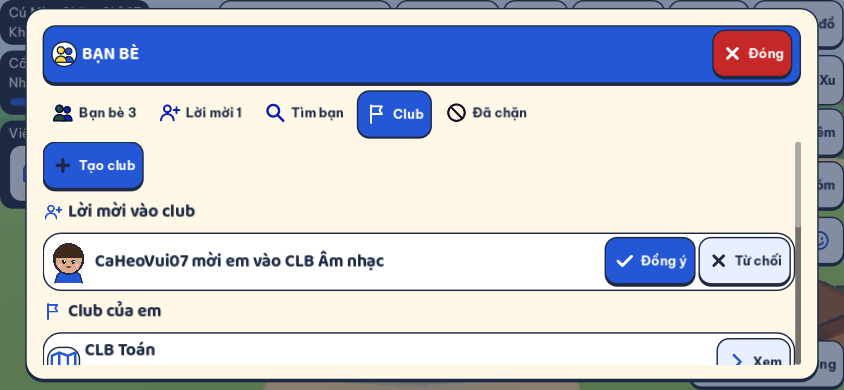 BẠN BÈ
Đóng
Bạn bè 3
Lời mời 1
Tìm bạn
Club
Đã chặn
Tạo club
Lời mời vào club
CaHeoVui07 mời em vào CLB Âm nhạc
Đồng ý
Từ chối
Club của em
CLB Toán
Xem
Xu